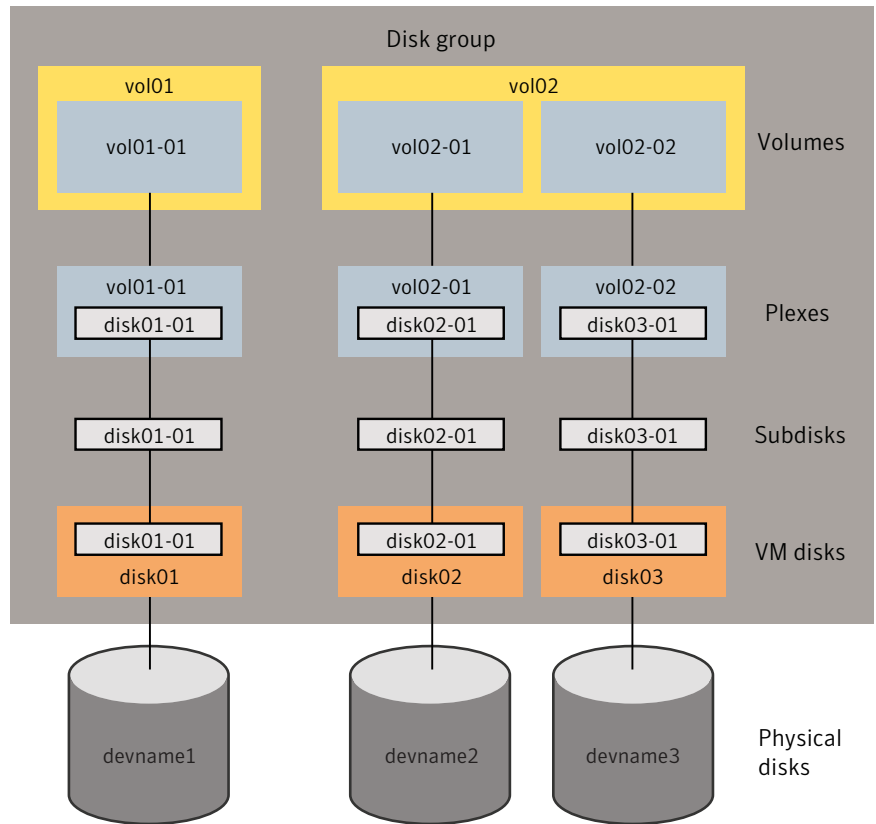 Disk group
vol01
vol02
vol01-01
vol02-01
vol02-02
Volumes
vol01-01
vol02-01
vol02-02
disk01-01
disk02-01
disk03-01
Plexes
disk01-01
disk02-01
disk03-01
Subdisks
disk01-01
disk02-01
disk03-01
VM disks
disk01
disk02
disk03
devname1
devname2
devname3
Physical
disks